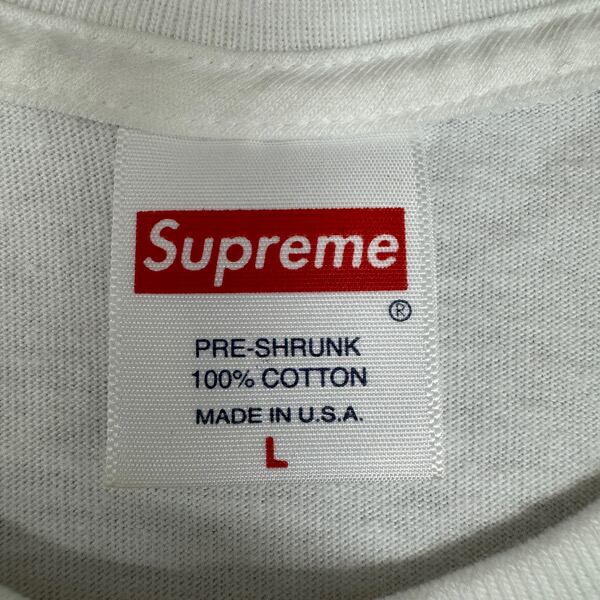 Supreme
®
PRE-SHRUNK
100% COTTON
MADE IN U.S.A.
L